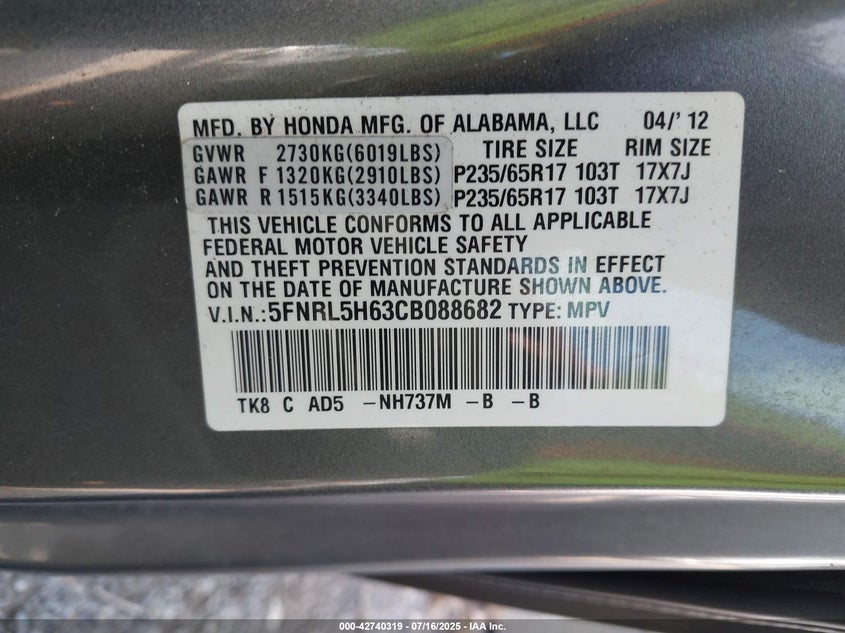 MFD. BY HONDA MFG. OF ALABAMA, LLC 04/' 12
GVWR 2730KG(6019LBS) TIRE SIZE RIM SIZE
GAWR F 1320KG(2910LBS) P235/65R17 103T 17X7J
GAWR R 1515KG(3340LBS) P235/65R17 103T 17X7J
THIS VEHICLE CONFORMS TO ALL APPLICABLE
FEDERAL MOTOR VEHICLE SAFETY
AND THEFT PREVENTION STANDARDS IN EFFECT
ON THE DATE OF MANUFACTURE SHOWN ABOVE.
V.I.N.:5FNRL5H63CB088682 TYPE: MPV
TK8 C AD5 –NH737M –B –B
000-42740319 / 07/16/2025 / IAA, Inc.